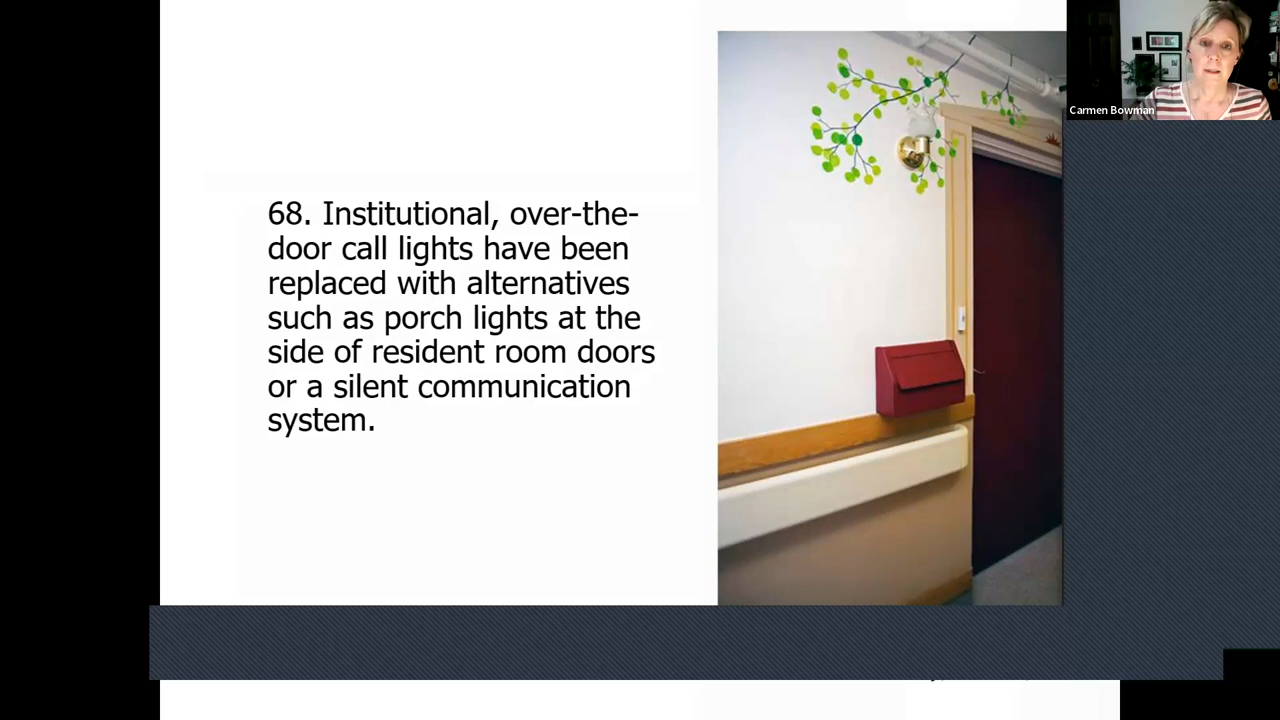 Carmen Bowman
68. Institutional, over-the-
door call lights have been
replaced with alternatives
such as porch lights at the
side of resident room doors
or a silent communication
system.